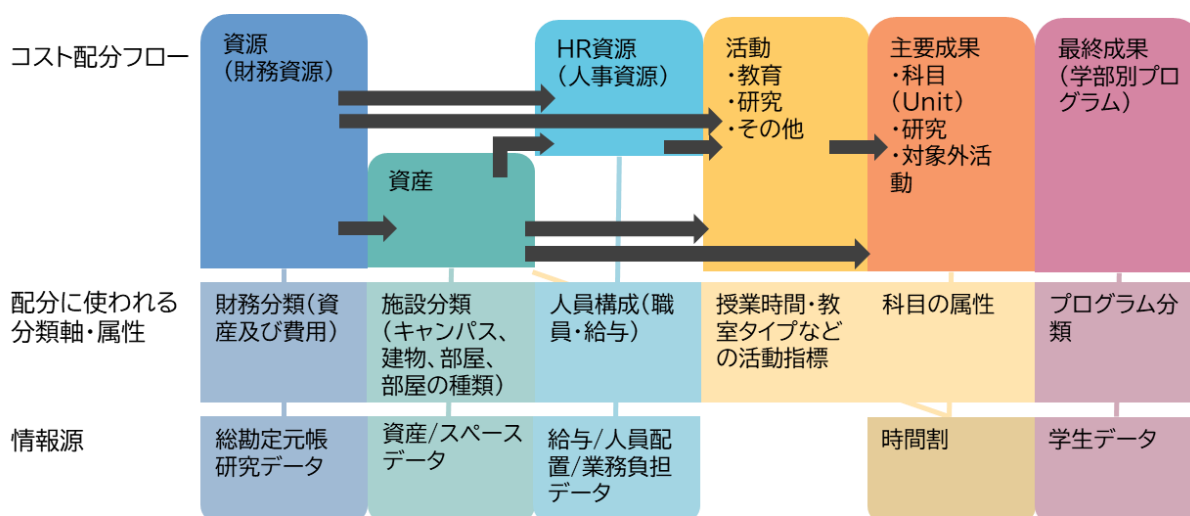 コスト配分フロー
資源
(財務資源)
資産
HR資源
(人事資源)
活動
・教育
・研究
・その他
主要成果
・科目
(Unit)
・研究
・対象外活
動
最終成果
(学部別プロ
グラム)
配分に使われる
分類軸・属性
財務分類(資
産及び費用)
施設分類
(キャンパス、
建物、部屋、
部屋の種類)
人員構成(職
員・給与)
授業時間・教
室タイプなど
の活動指標
科目の属性
プログラム分
類
情報源
総勘定元帳
研究データ
資産/スペース
データ
給与/人員配
置/業務負担
データ
時間割
学生データ